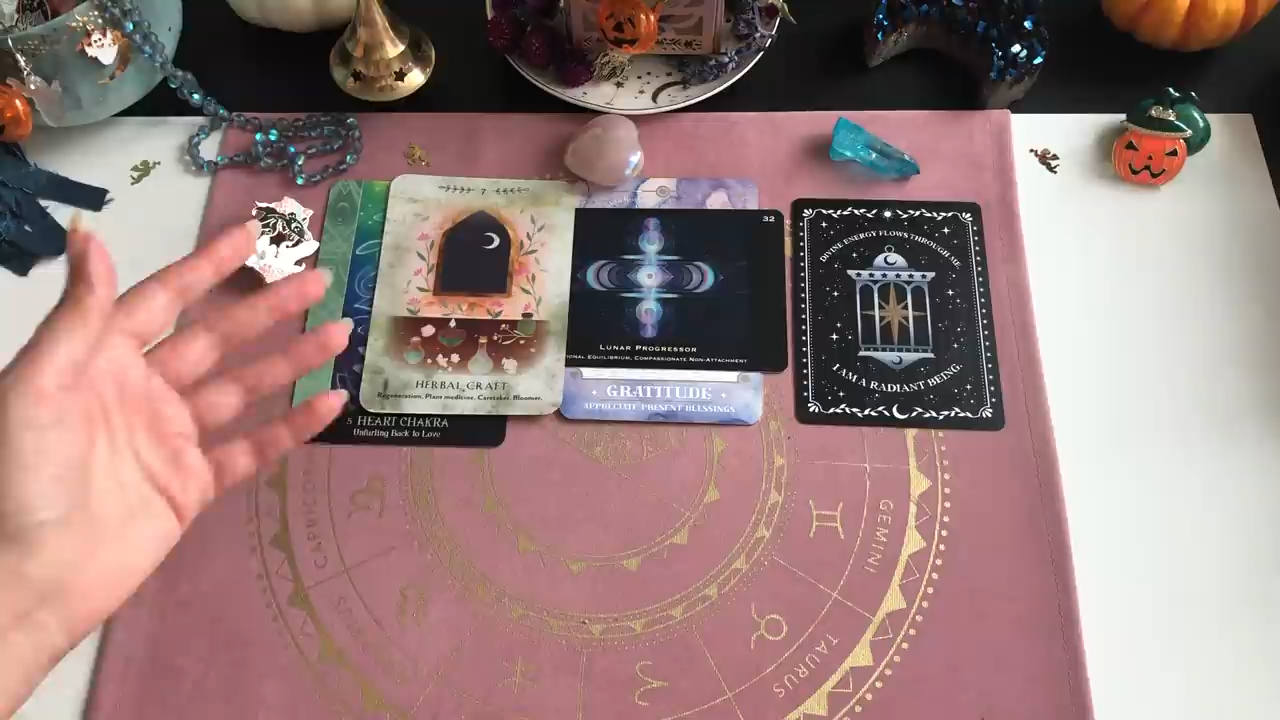 7
HERBAL CRAFT
Regeneration. Plant medicine. Caretaker. Bloomer.
5 HEART CHAKRA
Unfurling Back to Love
32
LUNAR PROGRESSOR
EQUILIBRIUM, COMPASSIONATE NON-ATTACHMENT
GRATITUDE
APPRECIATE PRESENT BLESSINGS
DIVINE ENERGY FLOWS THROUGH ME
I AM A RADIANT BEING.
CAPRICORN
GEMINI
TAURUS